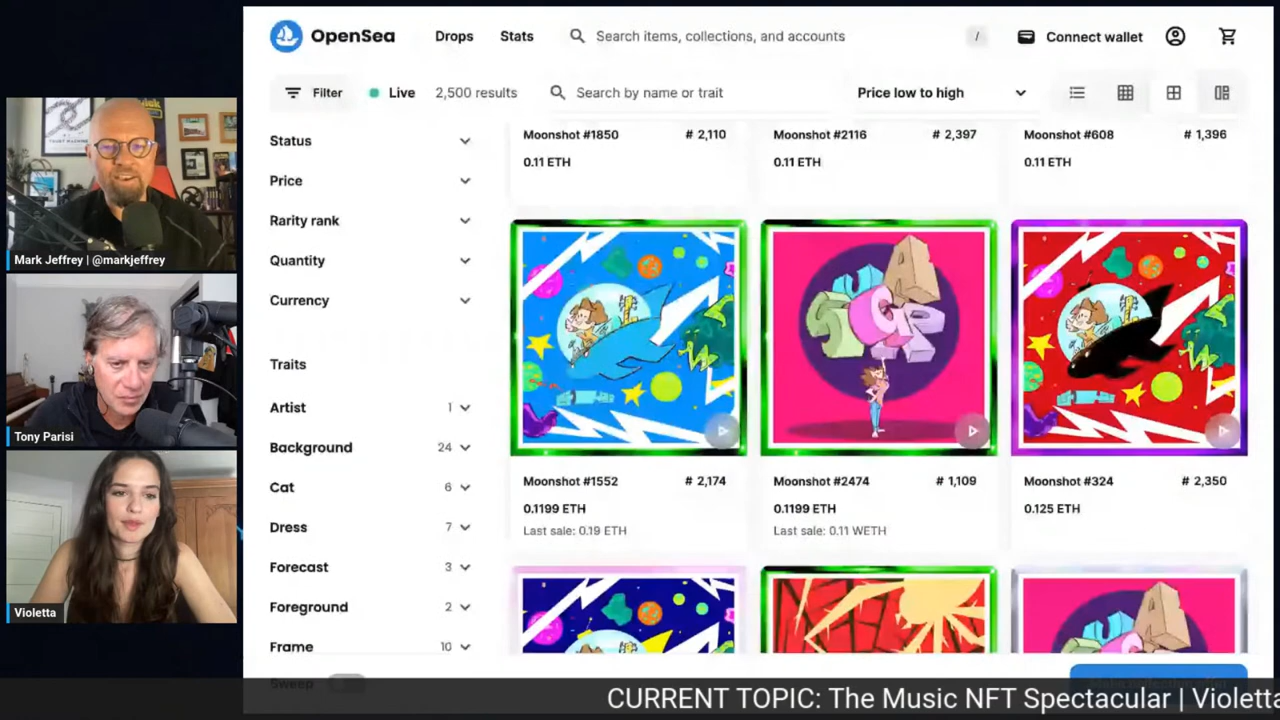 OpenSea
Drops
Stats
Search items, collections, and accounts
/
Connect wallet
Filter
Live
2,500 results
Search by name or trait
Price low to high
Status
Price
Rarity rank
Quantity
Currency
Traits
Artist 1
Background 24
Cat 6
Dress 7
Forecast 3
Foreground 2
Frame 10
Sweep
Moonshot #1850 # 2,110
0.11 ETH
Moonshot #2116 # 2,397
0.11 ETH
Moonshot #608 # 1,396
0.11 ETH
SUGAR
Moonshot #1552 # 2,174
0.1199 ETH
Last sale: 0.19 ETH
Moonshot #2474 # 1,109
0.1199 ETH
Last sale: 0.11 WETH
Moonshot #324 # 2,350
0.125 ETH
Mark Jeffrey | @markjeffrey
Tony Parisi
Violetta
CURRENT TOPIC: The Music NFT Spectacular | Violetta